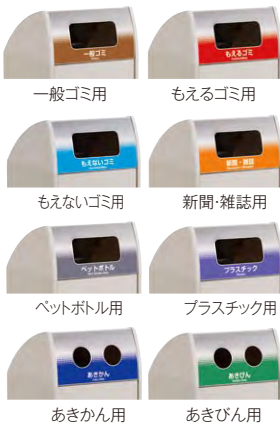 一般ゴミ
もえるゴミ
一般ゴミ用
もえるゴミ用
もえないゴミ
新聞・雑誌
もえないゴミ用
新聞・雑誌用
ペットボトル
プラスチック
ペットボトル用
プラスチック用
あきかん
あきびん
あきかん用
あきびん用